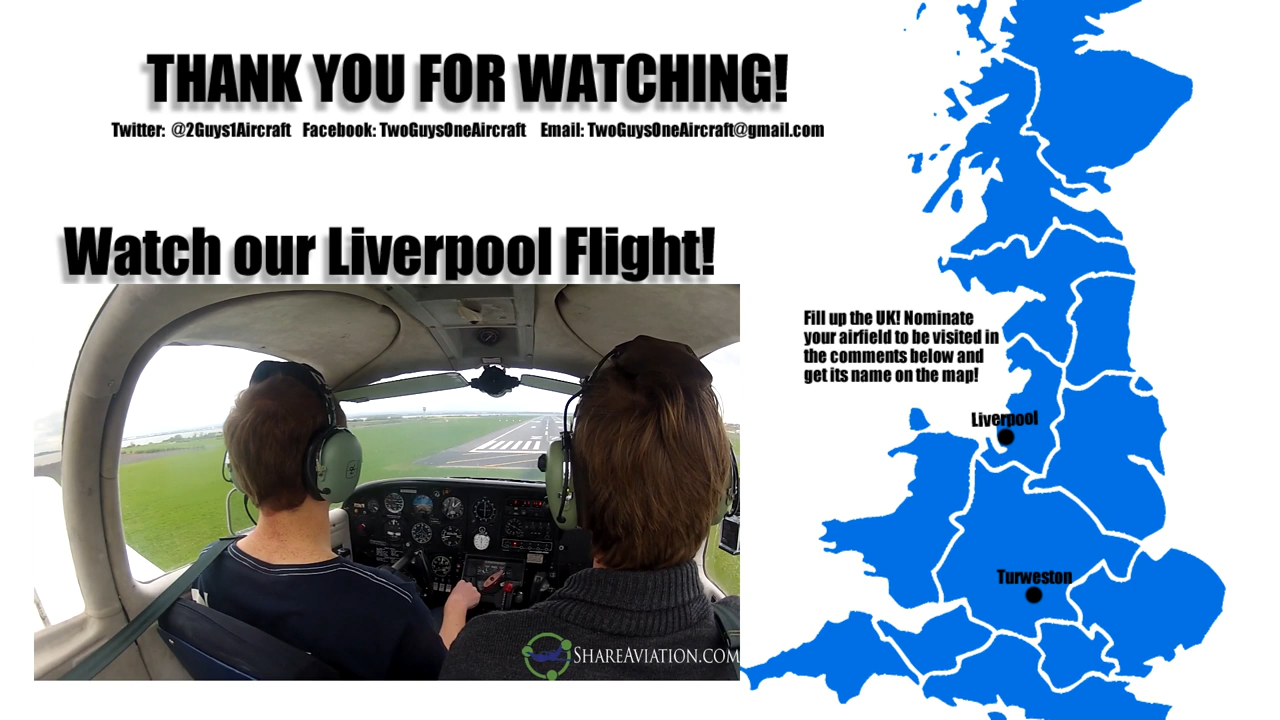 THANK YOU FOR WATCHING!
Twitter: @2Guys1Aircraft Facebook: TwoGuysOneAircraft Email: TwoGuysOneAircraft@gmail.com
Watch our Liverpool Flight!
Fill up the UK! Nominate
your airfield to be visited in
the comments below and
get its name on the map!
Liverpool
Turweston
SHAREAVIATION.COM